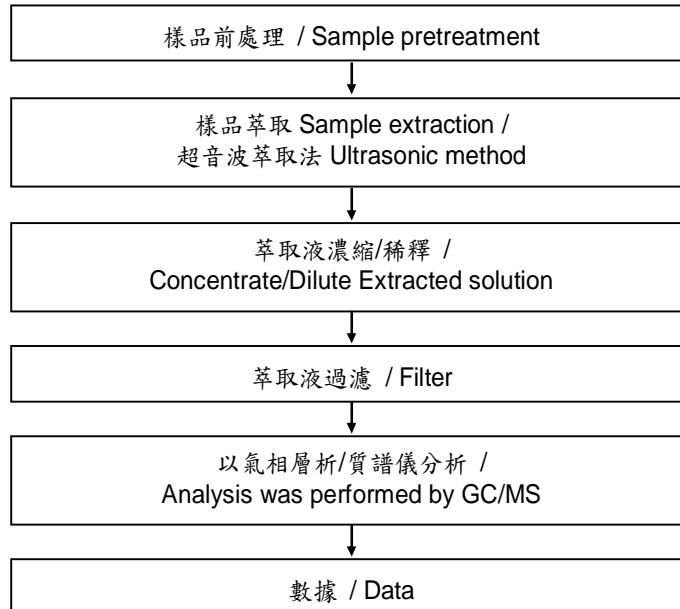 樣品前處理 / Sample pretreatment
樣品萃取 Sample extraction /
超音波萃取法 Ultrasonic method
萃取液濃縮/稀釋 /
Concentrate/Dilute Extracted solution
萃取液過濾 / Filter
以氣相層析/質譜儀分析 /
Analysis was performed by GC/MS
數據 / Data